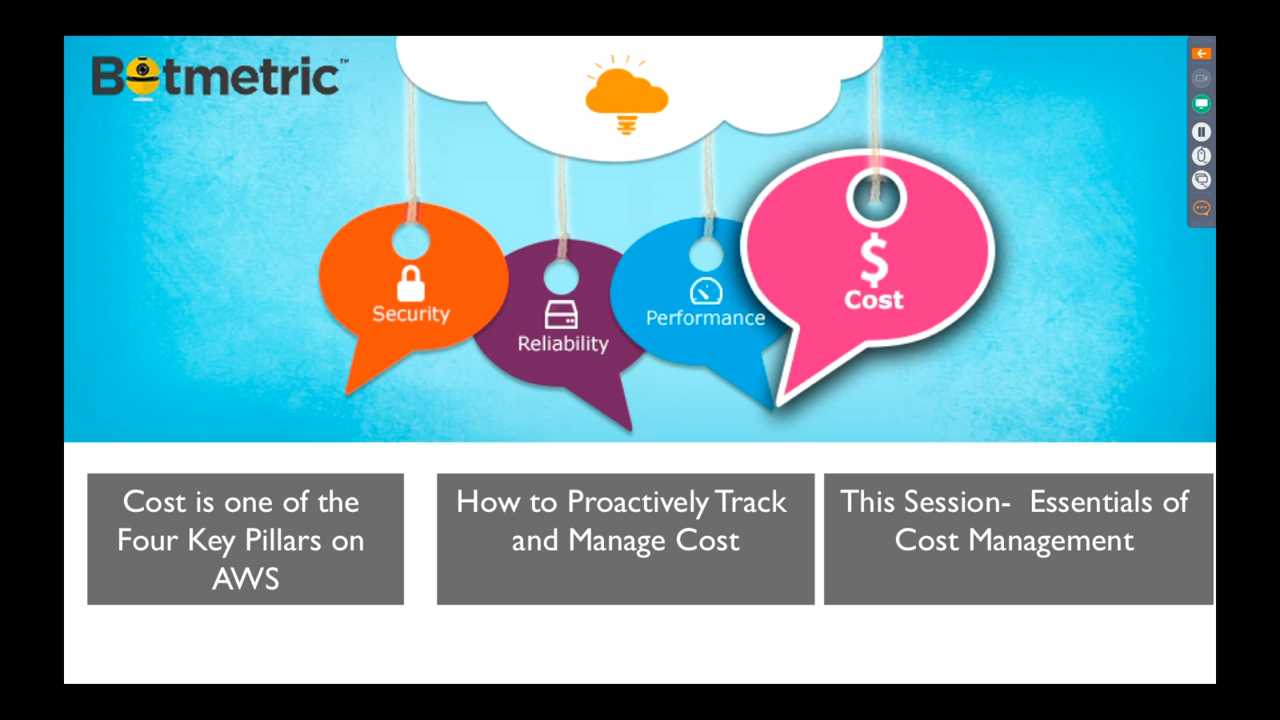 Botmetric™
Security
Reliability
Performance
$
Cost
Cost is one of the
Four Key Pillars on
AWS
How to Proactively Track
and Manage Cost
This Session-  Essentials of
Cost Management